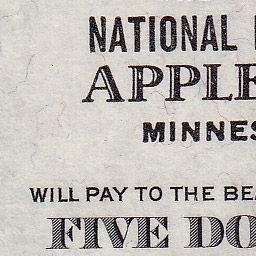 NATIONAL
APPLE
MINNES
WILL PAY TO THE BEA
FIVE DO